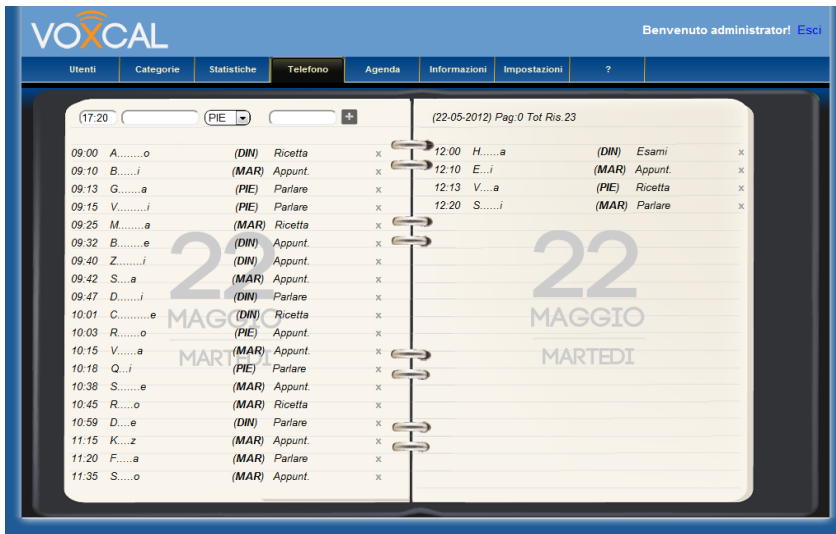 VOXCAL
Benvenuto administrator! Esci
Utenti Categorie Statistiche Telefono Agenda Informazioni Impostazioni ?
17:20 PIE +
09:00 A........o (DIN) Ricetta x
09:10 B......i (MAR) Appunt. x
09:13 G.......a (PIE) Parlare x
09:15 V.........i (PIE) Parlare x
09:25 M........a (MAR) Ricetta x
09:32 B........e (DIN) Appunt. x
09:40 Z.......i (DIN) Appunt. x
09:42 S....a (MAR) Appunt. x
09:47 D.......i (DIN) Parlare x
10:01 C..........e (DIN) Ricetta x
10:03 R.......o (PIE) Appunt. x
10:15 V.....a (MAR) Appunt. x
10:18 Q...i (PIE) Parlare x
10:38 S.......e (MAR) Appunt. x
10:45 R.....o (MAR) Ricetta x
10:59 D....e (DIN) Parlare x
11:15 K....z (MAR) Appunt. x
11:20 F.....a (MAR) Parlare x
11:35 S.....o (MAR) Appunt. x
22
MAGGIO
MARTEDI
(22-05-2012) Pag:0 Tot Ris.23
12:00 H......a (DIN) Esami x
12:10 E...i (MAR) Appunt. x
12:13 V....a (PIE) Ricetta x
12:20 S.....i (MAR) Parlare x
22
MAGGIO
MARTEDI